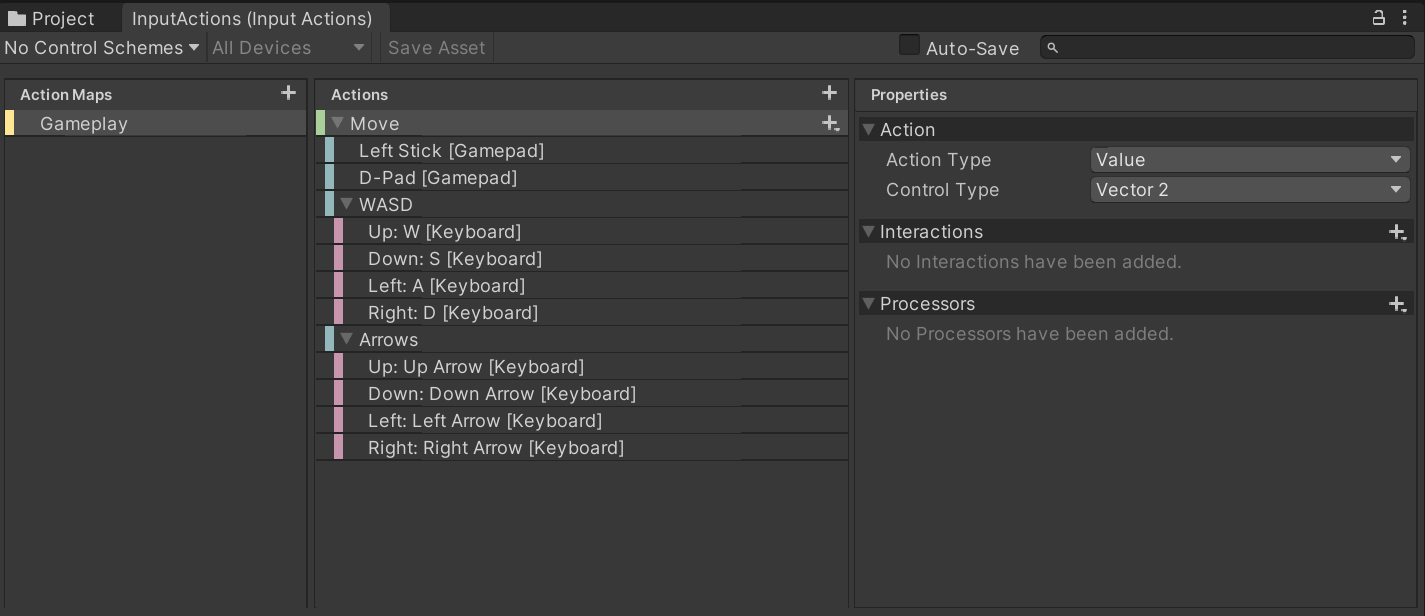 Project
InputActions (Input Actions)
No Control Schemes
All Devices
Save Asset
Auto-Save
Action Maps
Gameplay
Actions
Move
Left Stick [Gamepad]
D-Pad [Gamepad]
WASD
Up: W [Keyboard]
Down: S [Keyboard]
Left: A [Keyboard]
Right: D [Keyboard]
Arrows
Up: Up Arrow [Keyboard]
Down: Down Arrow [Keyboard]
Left: Left Arrow [Keyboard]
Right: Right Arrow [Keyboard]
Properties
Action
Action Type Value
Control Type Vector 2
Interactions
No Interactions have been added.
Processors
No Processors have been added.